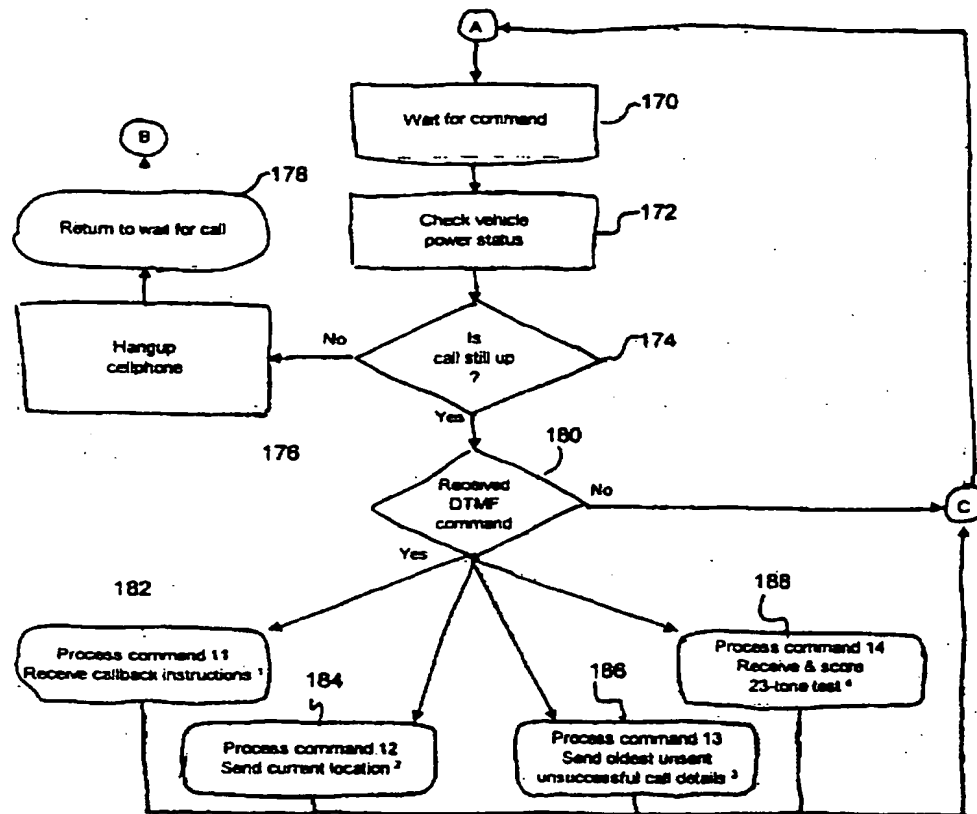 A
170
Wait for command
B
178
172
Return to wait for call
Check vehicle
power status
No
Is
call still up
?
174
Hangup
cellphone
Yes
180
176
Received
DTMF
command
No
C
Yes
182
188
Process command 11
Receive callback instructions 1
184
186
Process command 14
Receive & score
23-tone test 4
Process command 12
Send current location 2
Process command 13
Send oldest unsent
unsuccessful call details 3